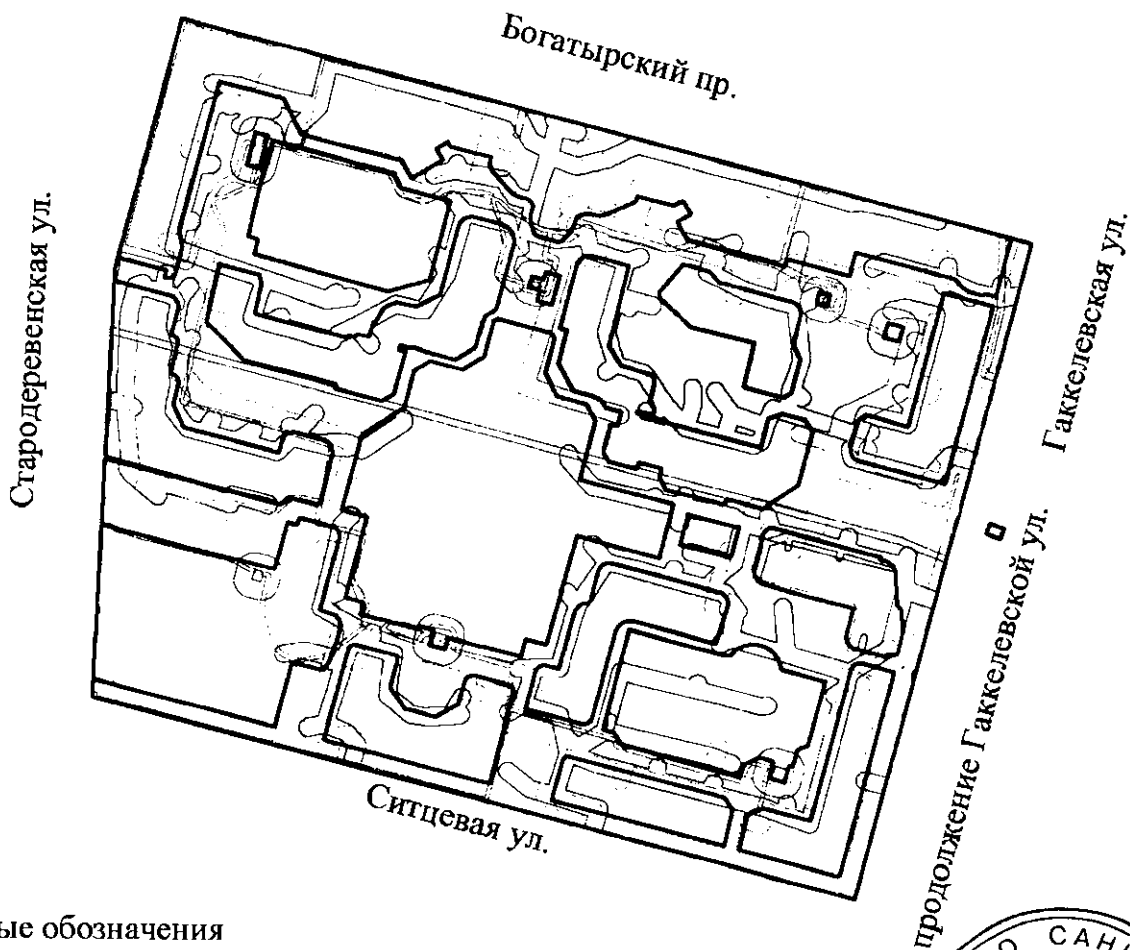 Богатырский пр.
Стародеревенская ул.
Гаккелевская ул.
продолжение Гаккелевской ул.
Ситцевая ул.
ые обозначения
САН